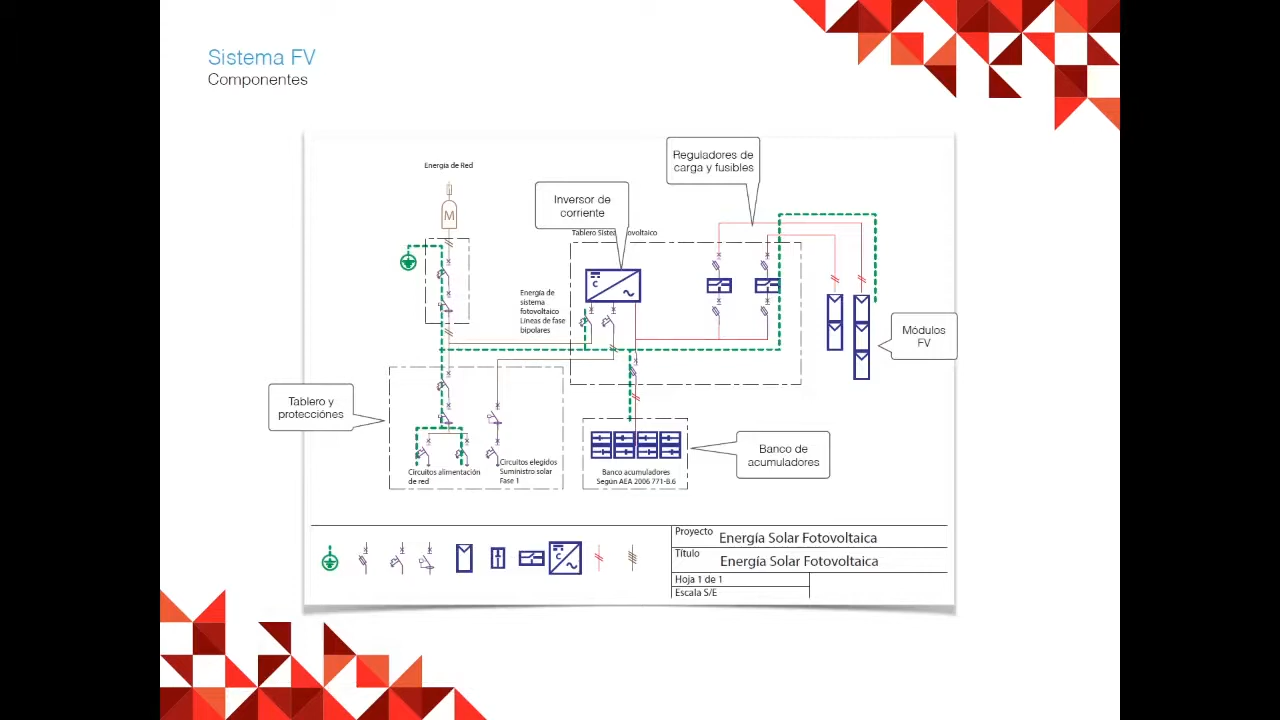 Sistema FV
Componentes
Energía de Red
M
Reguladores de
carga y fusibles
Inversor de
corriente
Tablero Sistema Fotovoltaico
C
Energía de
sistema
fotovoltaico
Líneas de fase
bipolares
Módulos
FV
Tablero y
protecciónes
Circuitos alimentación
de red
Circuitos elegidos
Suministro solar
Fase 1
Banco acumuladores
Según AEA 2006 771-B.6
Banco de
acumuladores
C
Proyecto Energía Solar Fotovoltaica
Título Energía Solar Fotovoltaica
Hoja 1 de 1
Escala S/E